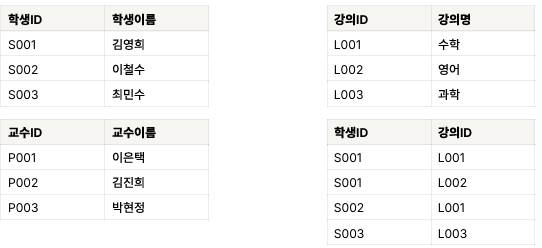 학생ID 학생이름
S001 김영희
S002 이철수
S003 최민수
강의ID 강의명
L001 수학
L002 영어
L003 과학
교수ID 교수이름
P001 이은택
P002 김진희
P003 박현정
학생ID 강의ID
S001 L001
S001 L002
S002 L001
S003 L003